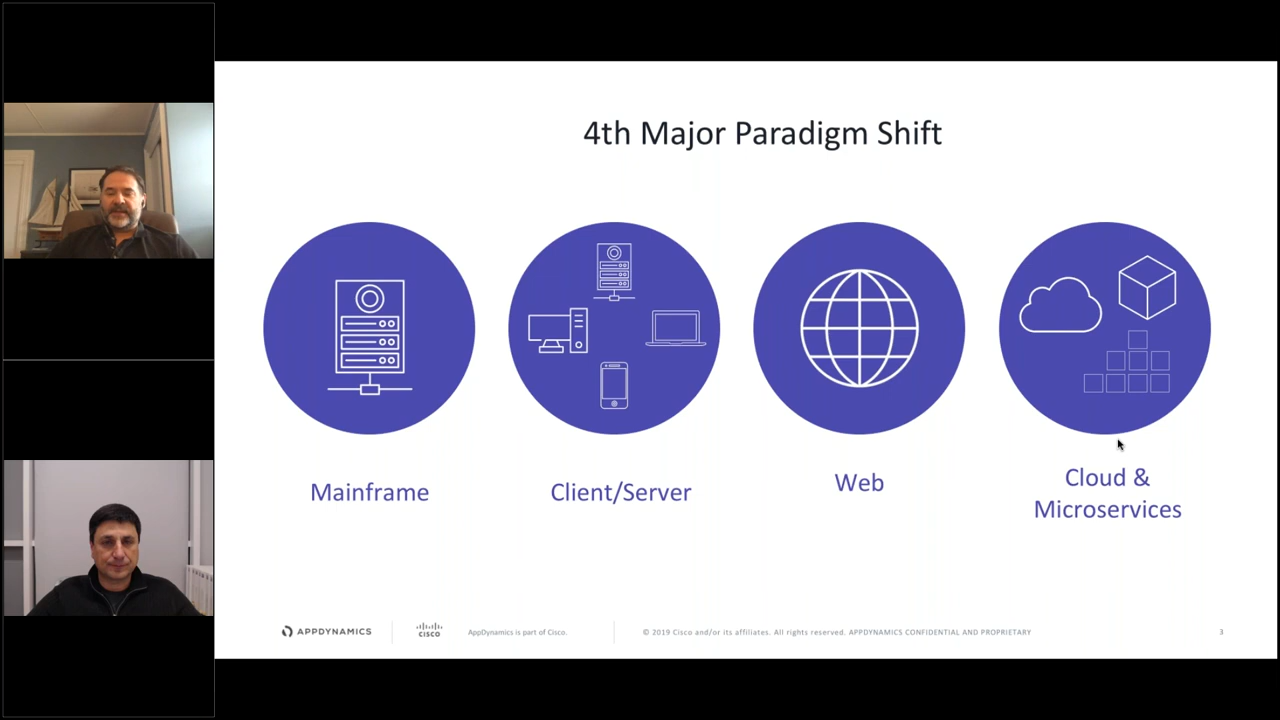 4th Major Paradigm Shift
Mainframe
Client/Server
Web
Cloud &
Microservices
APPDYNAMICS
CISCO
AppDynamics is part of Cisco.
© 2019 Cisco and/or its affiliates. All rights reserved. APPDYNAMICS CONFIDENTIAL AND PROPRIETARY
3